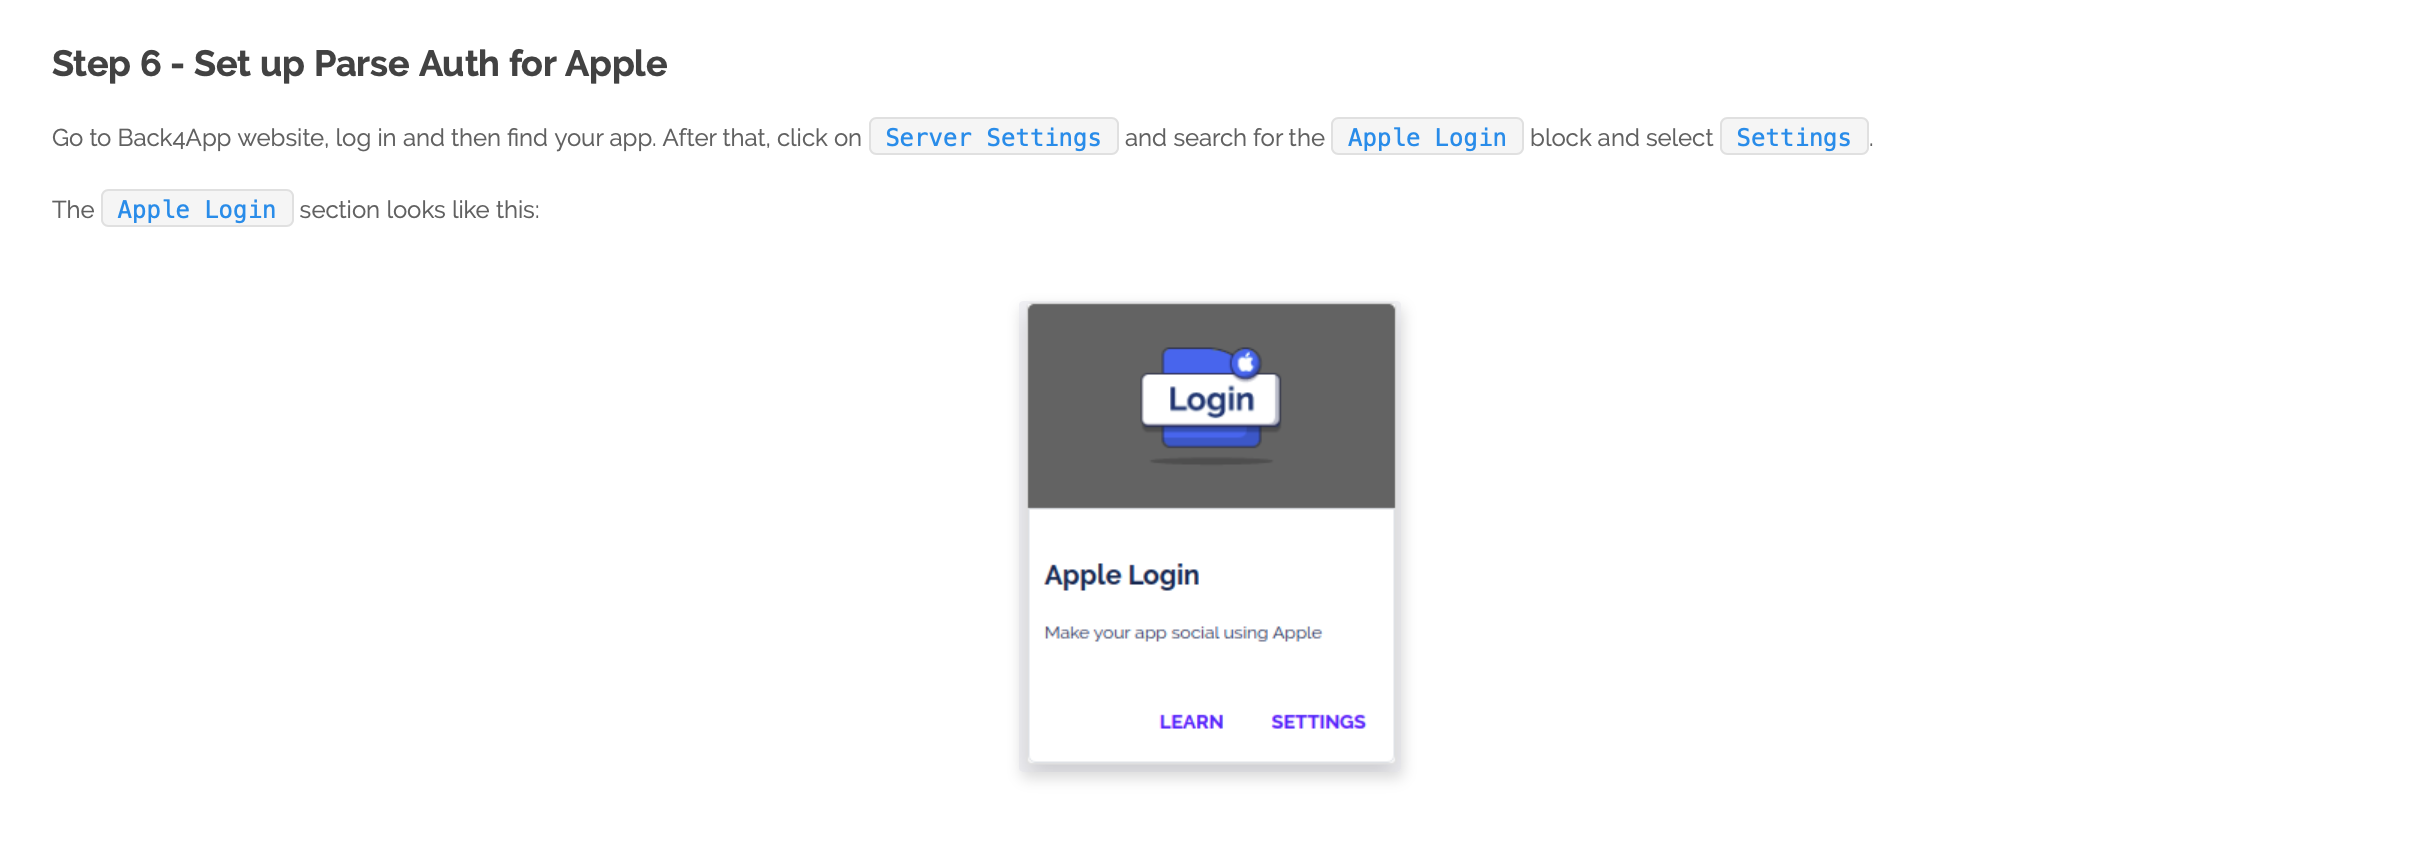 Step 6 - Set up Parse Auth for Apple
Go to Back4App website, log in and then find your app. After that, click on Server Settings and search for the Apple Login block and select Settings.
The Apple Login section looks like this:
Login
Apple Login
Make your app social using Apple
LEARN SETTINGS